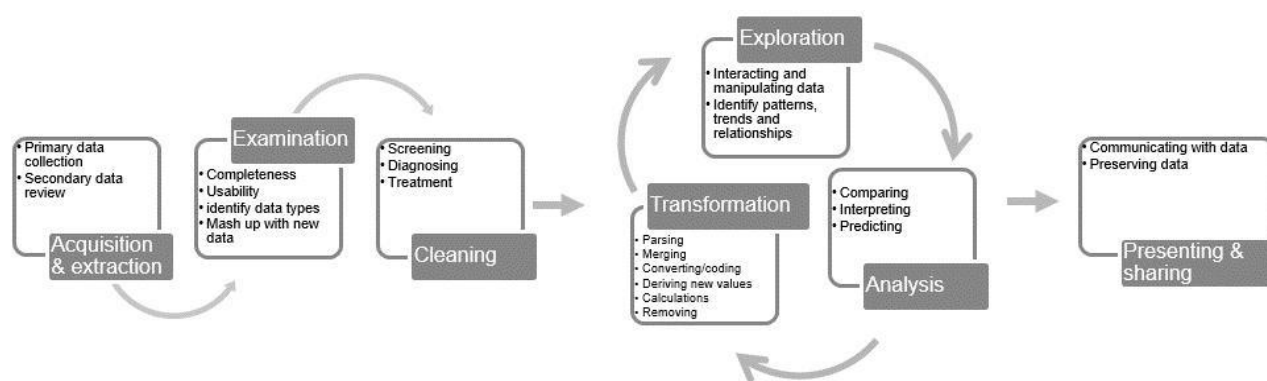 • Primary data
collection
• Secondary data
review
Acquisition
& extraction
Examination
• Completeness
• Usability
• identify data types
• Mash up with new
data
• Screening
• Diagnosing
• Treatment
Cleaning
Transformation
• Parsing
• Merging
• Converting/coding
• Deriving new values
• Calculations
• Removing
Exploration
• Interacting and
manipulating data
• Identify patterns,
trends and
relationships
• Comparing
• Interpreting
• Predicting
Analysis
• Communicating with data
• Preserving data
Presenting &
sharing